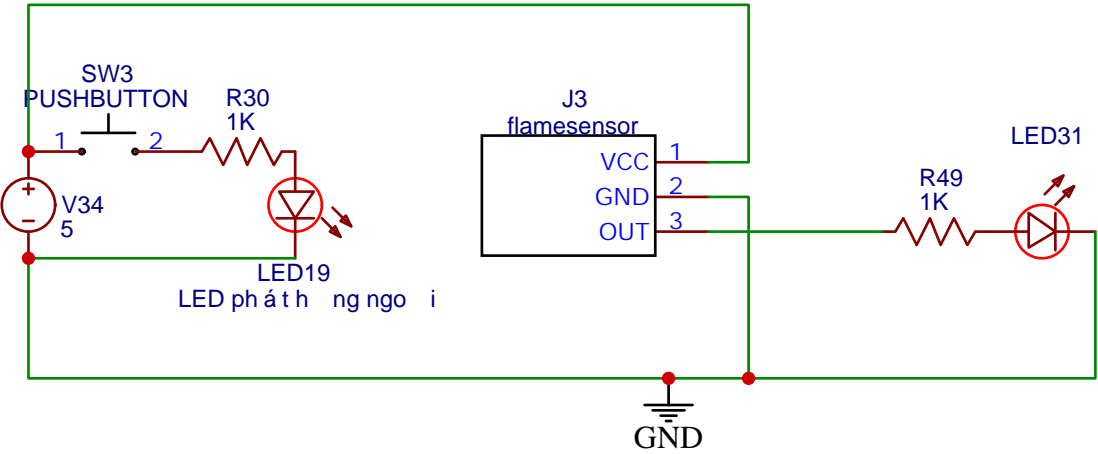 SW3
PUSHBUTTON
1
2
R30
1K
V34
5
LED19
LED phá t h ng ngo i
J3
flamesensor
VCC
1
GND
2
OUT
3
R49
1K
LED31
GND